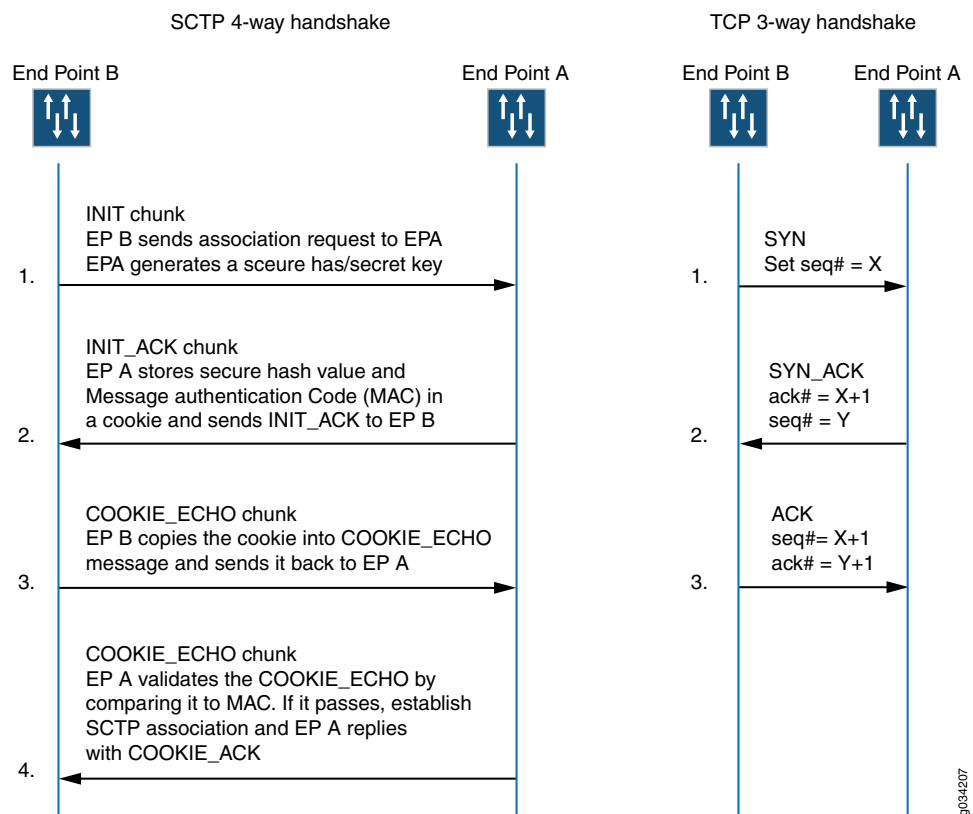 SCTP 4-way handshake
TCP 3-way handshake
End Point B
End Point A
End Point B
End Point A
INIT chunk
EP B sends association request to EPA
EPA generates a sceure has/secret key
1.
INIT_ACK chunk
EP A stores secure hash value and
Message authentication Code (MAC) in
a cookie and sends INIT_ACK to EP B
2.
COOKIE_ECHO chunk
EP B copies the cookie into COOKIE_ECHO
message and sends it back to EP A
3.
COOKIE_ECHO chunk
EP A validates the COOKIE_ECHO by
comparing it to MAC. If it passes, establish
SCTP association and EP A replies
with COOKIE_ACK
4.
SYN
Set seq# = X
1.
SYN_ACK
ack# = X+1
seq# = Y
2.
ACK
seq#= X+1
ack# = Y+1
3.
g034207